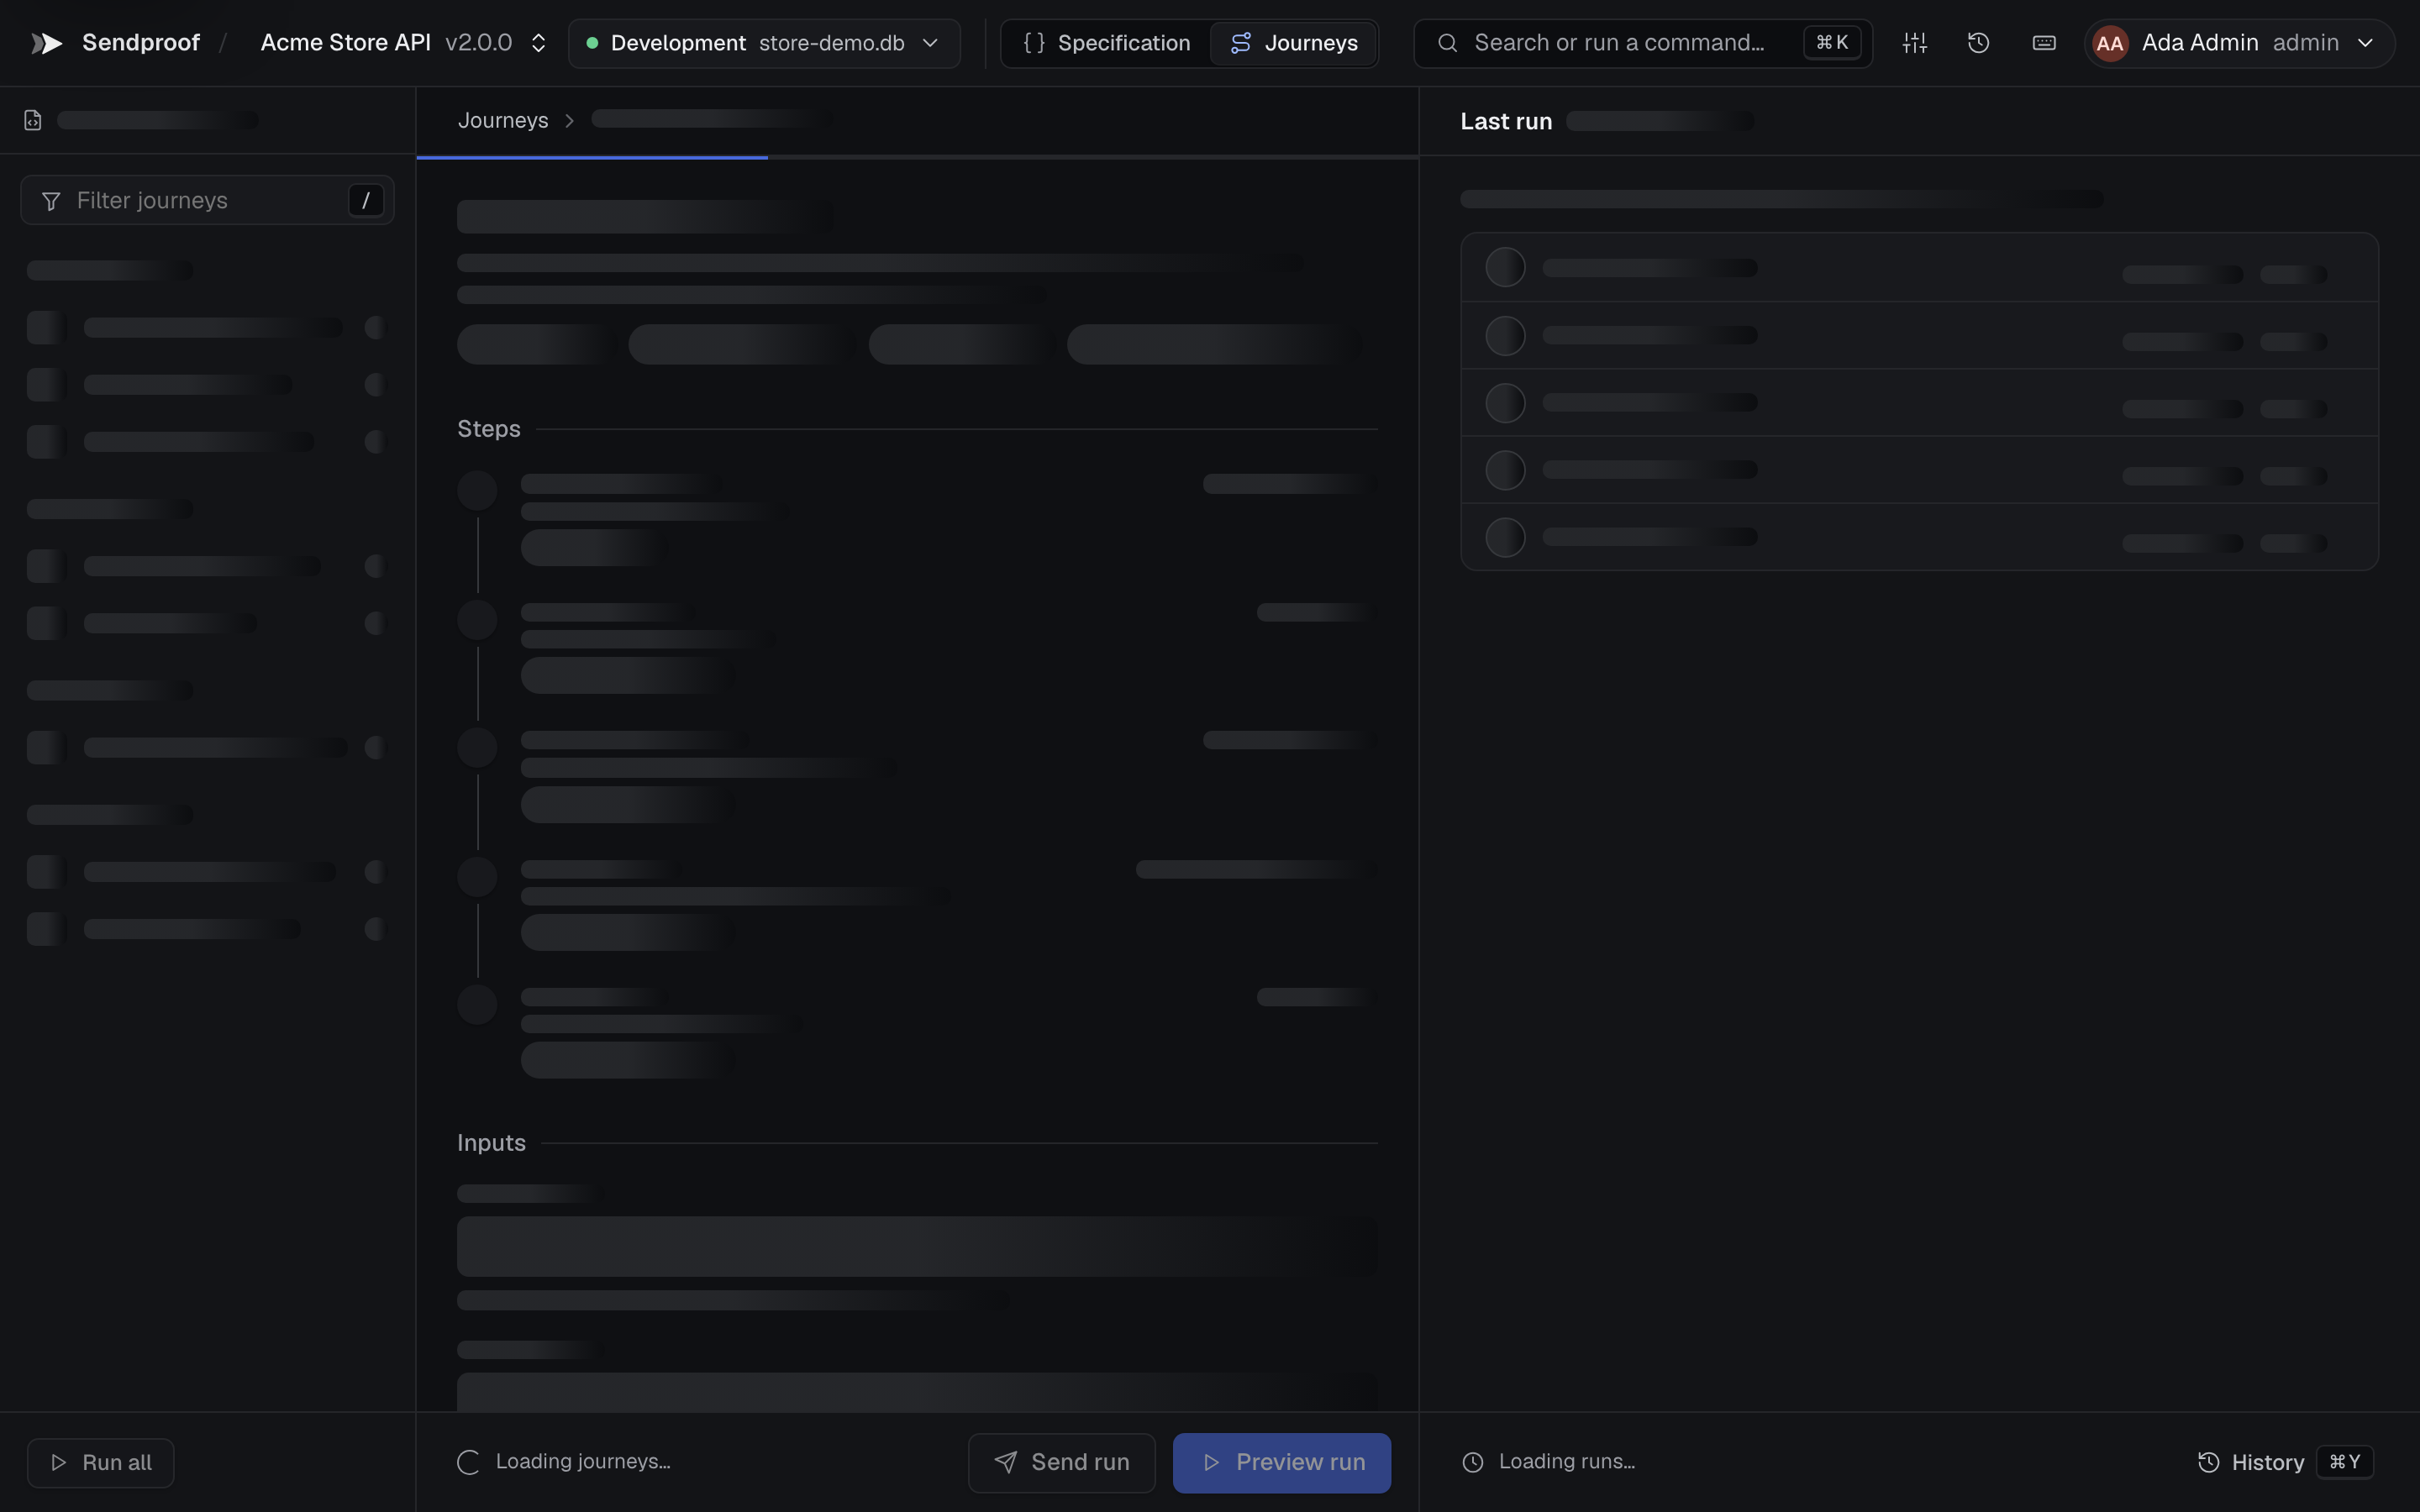 Sendproof / Acme Store API v2.0.0
Development store-demo.db
{ } Specification
Journeys
Search or run a command... ⌘K
AA Ada Admin admin
Filter journeys /
Run all
Journeys >
Steps
Inputs
Loading journeys...
Send run
Preview run
Last run
Loading runs...
History ⌘Y